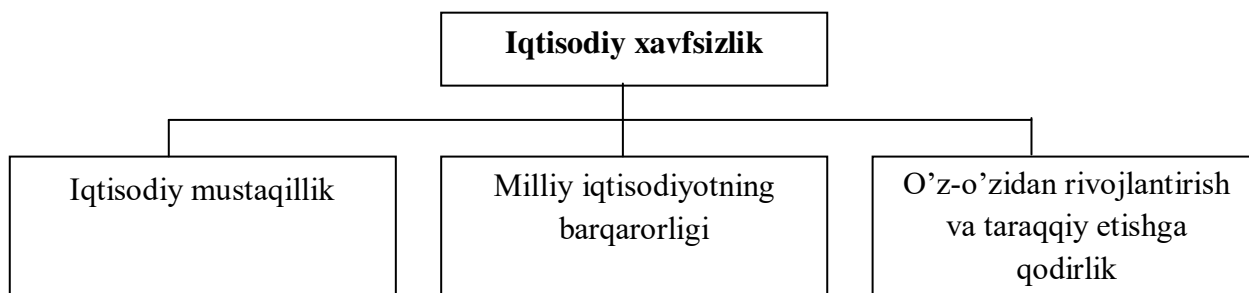 Iqtisodiy xavfsizlik
Iqtisodiy mustaqillik
Milliy iqtisodiyotning
barqarorligi
O’z-o’zidan rivojlantirish
va taraqqiy etishga
qodirlik